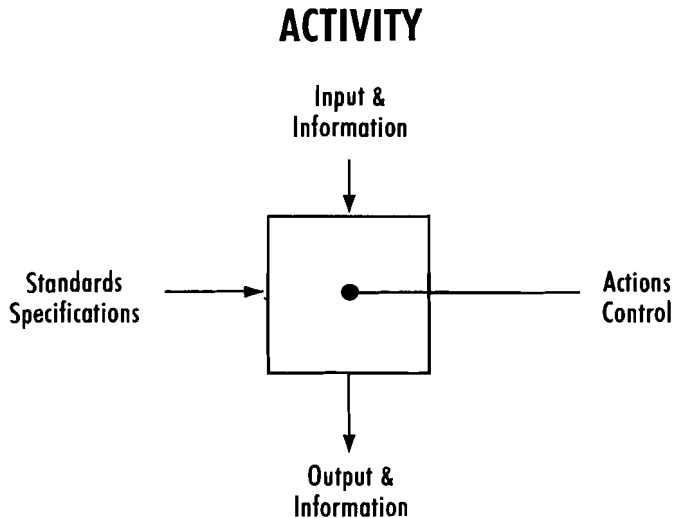 ACTIVITY
Input &
Information
Standards
Specifications
Actions
Control
Output &
Information